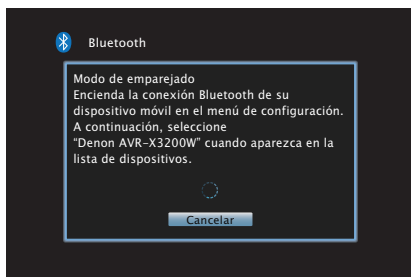 Bluetooth
Modo de emparejado
Encienda la conexión Bluetooth de su
dispositivo móvil en el menú de configuración.
A continuación, seleccione
“Denon AVR-X3200W” cuando aparezca en la
lista de dispositivos.
Cancelar